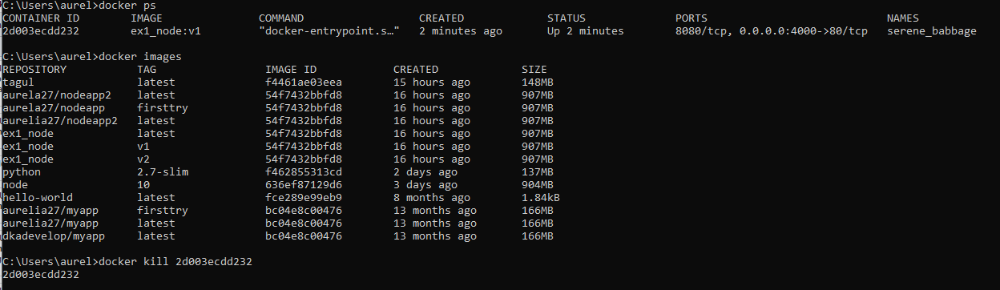 C:\Users\aurel>docker ps
CONTAINER ID        IMAGE               COMMAND                  CREATED             STATUS              PORTS                            NAMES
2d003ecdd232        ex1_node:v1         "docker-entrypoint.s…"   2 minutes ago       Up 2 minutes        8080/tcp, 0.0.0.0:4000->80/tcp   serene_babbage
C:\Users\aurel>docker images
REPOSITORY           TAG                 IMAGE ID            CREATED             SIZE
tagul                latest              f4461ae03eea        15 hours ago        148MB
aurela27/nodeapp2    latest              54f7432bbfd8        16 hours ago        907MB
aurela27/nodeapp     firsttry            54f7432bbfd8        16 hours ago        907MB
aurelia27/nodeapp2   latest              54f7432bbfd8        16 hours ago        907MB
ex1_node             latest              54f7432bbfd8        16 hours ago        907MB
ex1_node             v1                  54f7432bbfd8        16 hours ago        907MB
ex1_node             v2                  54f7432bbfd8        16 hours ago        907MB
python               2.7-slim            f462855313cd        2 days ago          137MB
node                 10                  636ef87129d6        3 days ago          904MB
hello-world          latest              fce289e99eb9        8 months ago        1.84kB
aurelia27/myapp      firsttry            bc04e8c00476        13 months ago       166MB
aurelia27/myapp      latest              bc04e8c00476        13 months ago       166MB
dkadevelop/myapp     latest              bc04e8c00476        13 months ago       166MB
C:\Users\aurel>docker kill 2d003ecdd232
2d003ecdd232